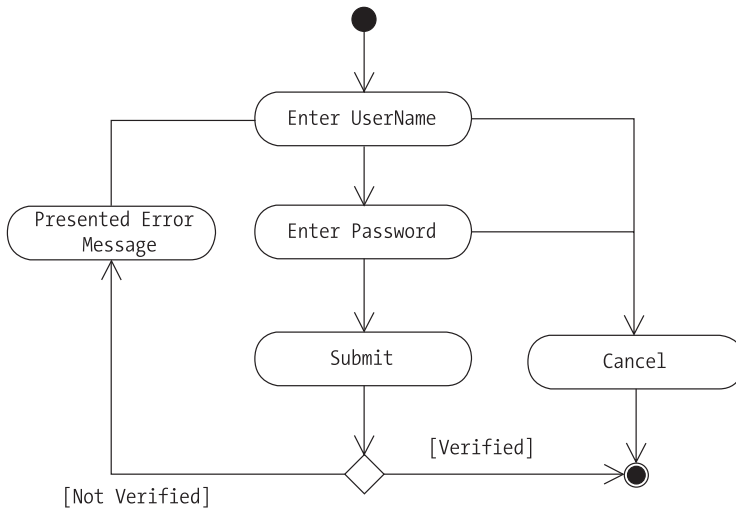 Enter UserName
Presented Error
Message
Enter Password
Submit
Cancel
[Verified]
[Not Verified]